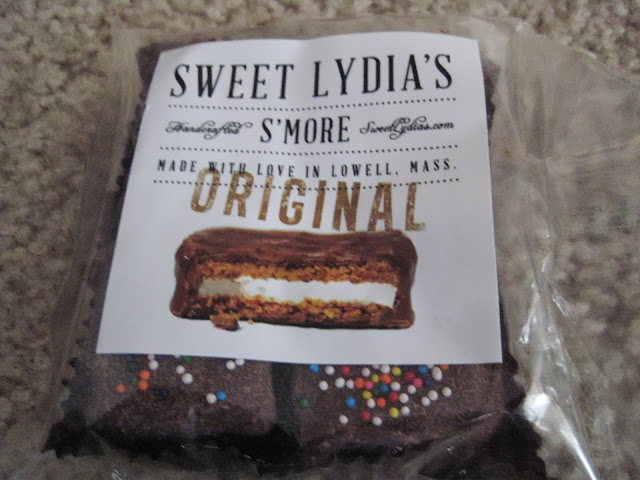 SWEET LYDIA'S
Handcrafted S'MORE SweetLydias.com
MADE WITH LOVE IN LOWELL, MASS.
ORIGINAL